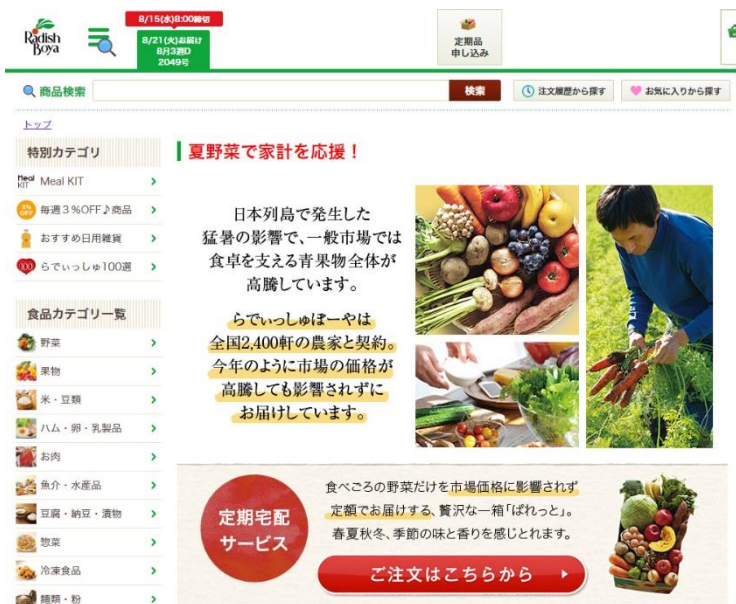 Radish
Boya
8/15(水)8:00締切
8/21(火)お届け
8月3週D
2049号
定期品
申し込み
商品検索
検索
注文履歴から探す
お気に入りから探す
トップ
特別カテゴリ
Meal KIT
Meal KIT
3%
OFF
毎週３%OFF♪商品
おすすめ日用雑貨
100
らでぃっしゅ100選
食品カテゴリ一覧
野菜
果物
米・豆類
ハム・卵・乳製品
お肉
魚介・水産品
豆腐・納豆・漬物
惣菜
冷凍食品
麺類・粉
夏野菜で家計を応援！
日本列島で発生した
猛暑の影響で、一般市場では
食卓を支える青果物全体が
高騰しています。
らでぃっしゅぼーやは
全国2,400軒の農家と契約。
今年のように市場の価格が
高騰しても影響されずに
お届けしています。
定期宅配
サービス
食べごろの野菜だけを市場価格に影響されず
定額でお届けする、贅沢な一箱「ぱれっと」。
春夏秋冬、季節の味と香りを感じとれます。
ご注文はこちらから